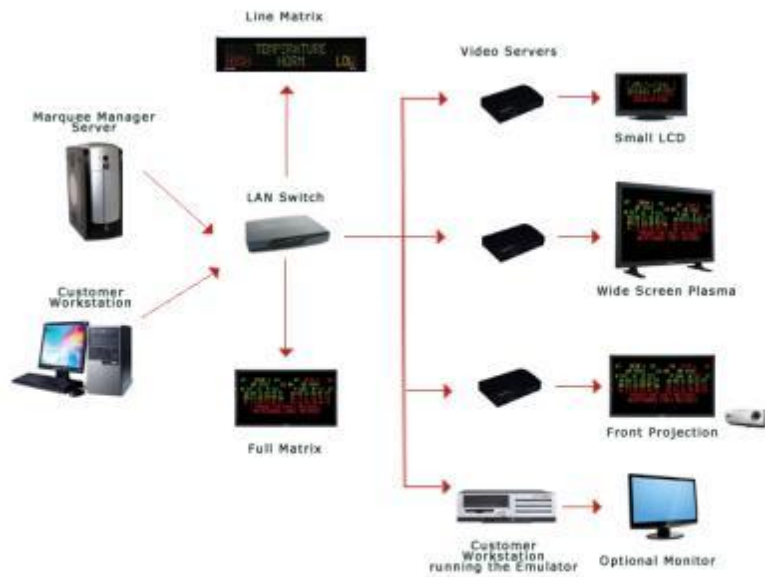 Line Matrix
TEMPERATURE
HIGH NORM LOW
Video Servers
Marquee Manager
Server
Small LCD
LAN Switch
Customer
Workstation
Wide Screen Plasma
Full Matrix
Front Projection
Customer
Workstation
running the Emulator
Optional Monitor